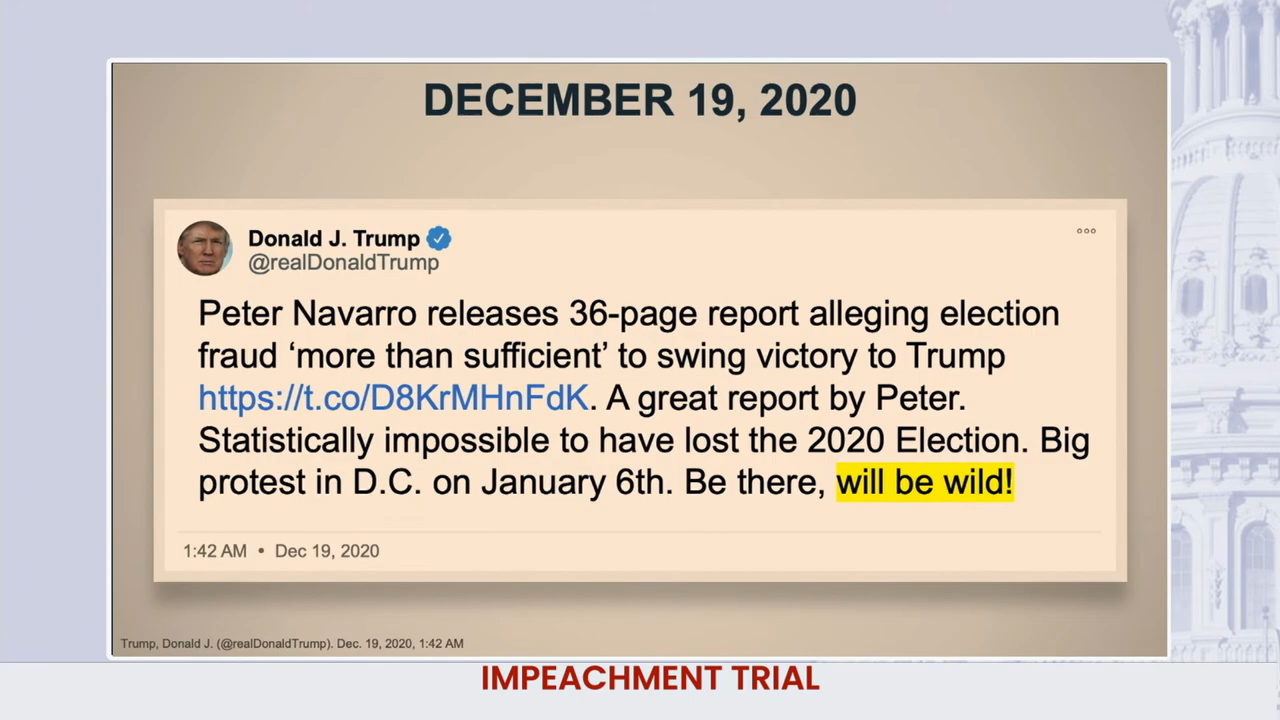 DECEMBER 19, 2020
Donald J. Trump
@realDonaldTrump
Peter Navarro releases 36-page report alleging election
fraud ‘more than sufficient’ to swing victory to Trump
https://t.co/D8KrMHnFdK. A great report by Peter.
Statistically impossible to have lost the 2020 Election. Big
protest in D.C. on January 6th. Be there, will be wild!
1:42 AM • Dec 19, 2020
Trump, Donald J. (@realDonaldTrump). Dec. 19, 2020, 1:42 AM
IMPEACHMENT TRIAL